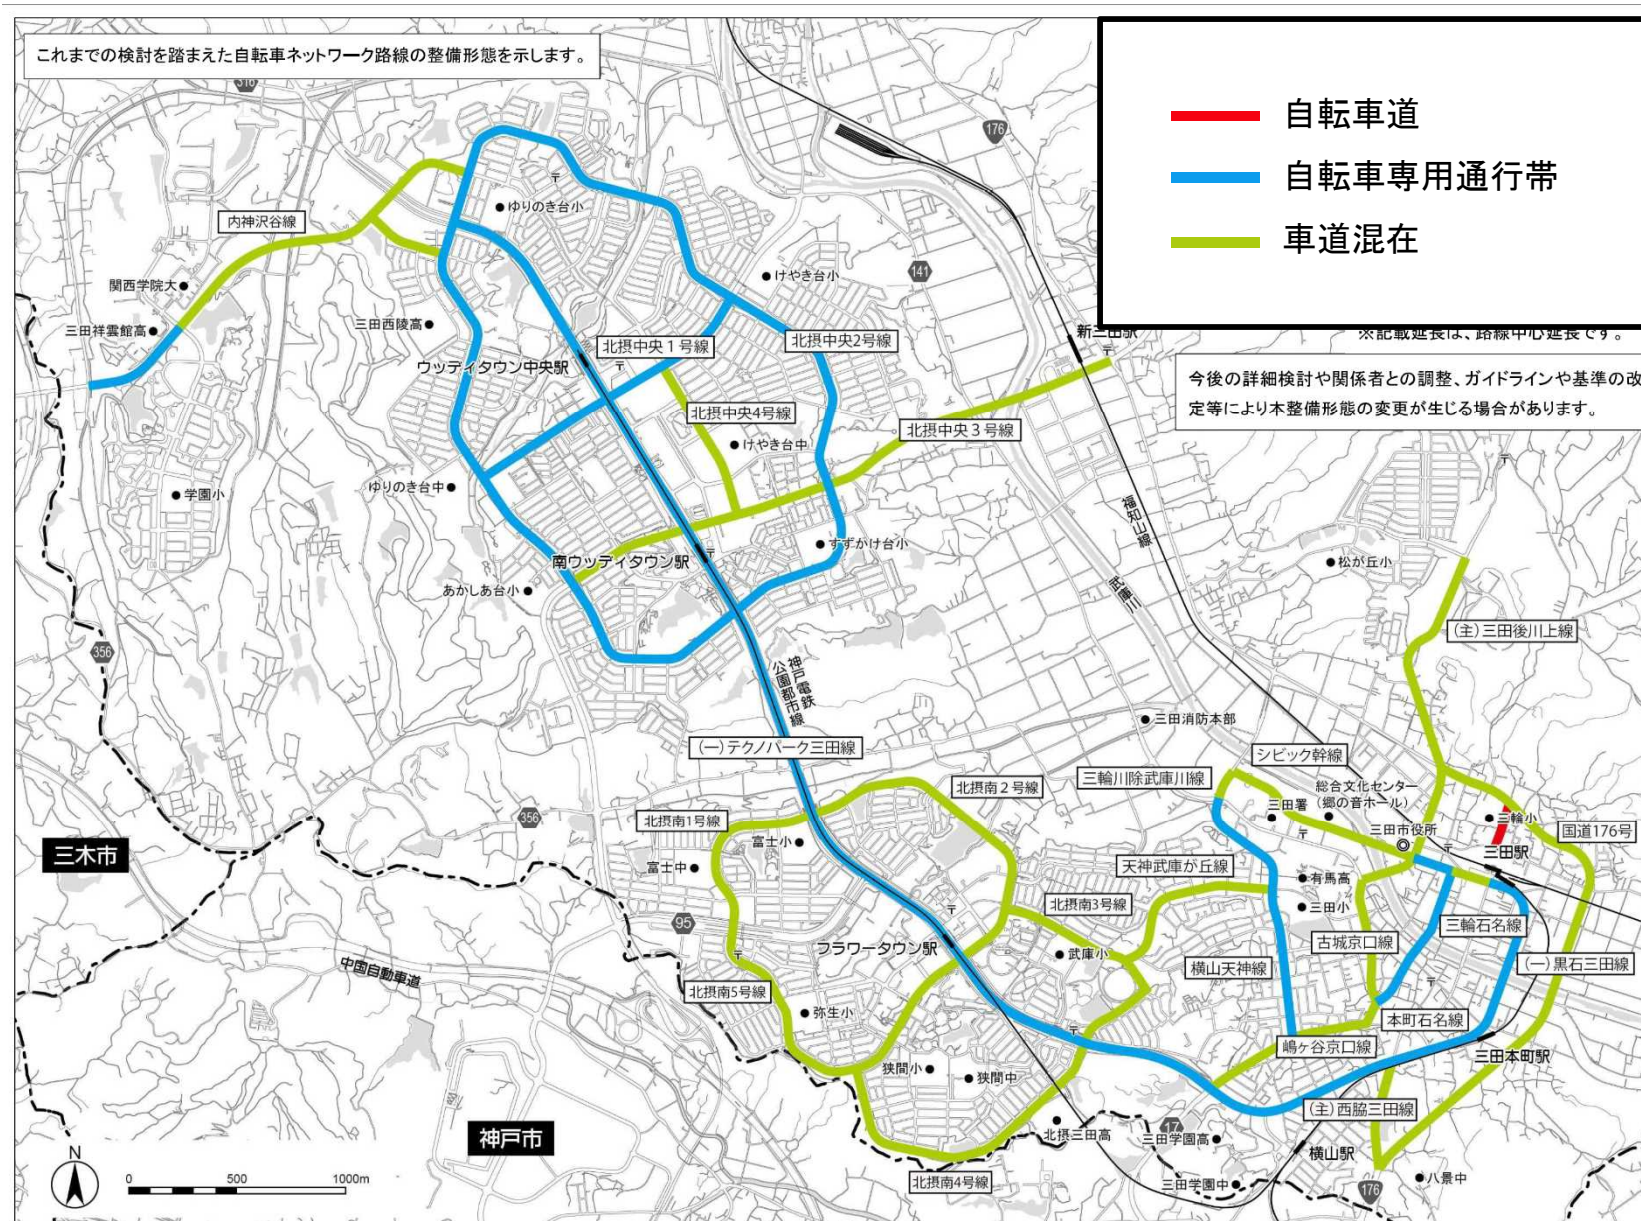 これまでの検討を踏まえた自転車ネットワーク路線の整備形態を示します。
自転車道
自転車専用通行帯
車道混在
※記載延長は、路線中心延長です。
今後の詳細検討や関係者との調整、ガイドラインや基準の改
定等により本整備形態の変更が生じる場合があります。
316
176
内神沢谷線
ゆりのき台小
けやき台小
141
関西学院大
三田祥雲館高
三田西陵高
新三田駅
北摂中央1号線
北摂中央2号線
ウッディタウン中央駅
北摂中央4号線
北摂中央3号線
けやき台中
ゆりのき台中
学園小
福知山線
南ウッディタウン駅
すずかけ台小
松が丘小
あかしあ台小
武庫川
(主)三田後川上線
356
神戸電鉄
公園都市線
三田消防本部
(一)テクノパーク三田線
シビック幹線
三輪川除武庫川線
北摂南2号線
総合文化センター
(郷の音ホール)
三田署
356
北摂南1号線
三輪小
国道176号
富士小
三田市役所
三田駅
三木市
富士中
天神武庫が丘線
有馬高
北摂南3号線
三田小
95
三輪石名線
フラワータウン駅
武庫小
古城京口線
中国自動車道
横山天神線
(一)黒石三田線
北摂南5号線
弥生小
本町石名線
嶋ヶ谷京口線
三田本町駅
狭間小
狭間中
(主)西脇三田線
神戸市
北摂三田高
17
三田学園高
横山駅
N
0
500
1000m
北摂南4号線
三田学園中
176
八景中